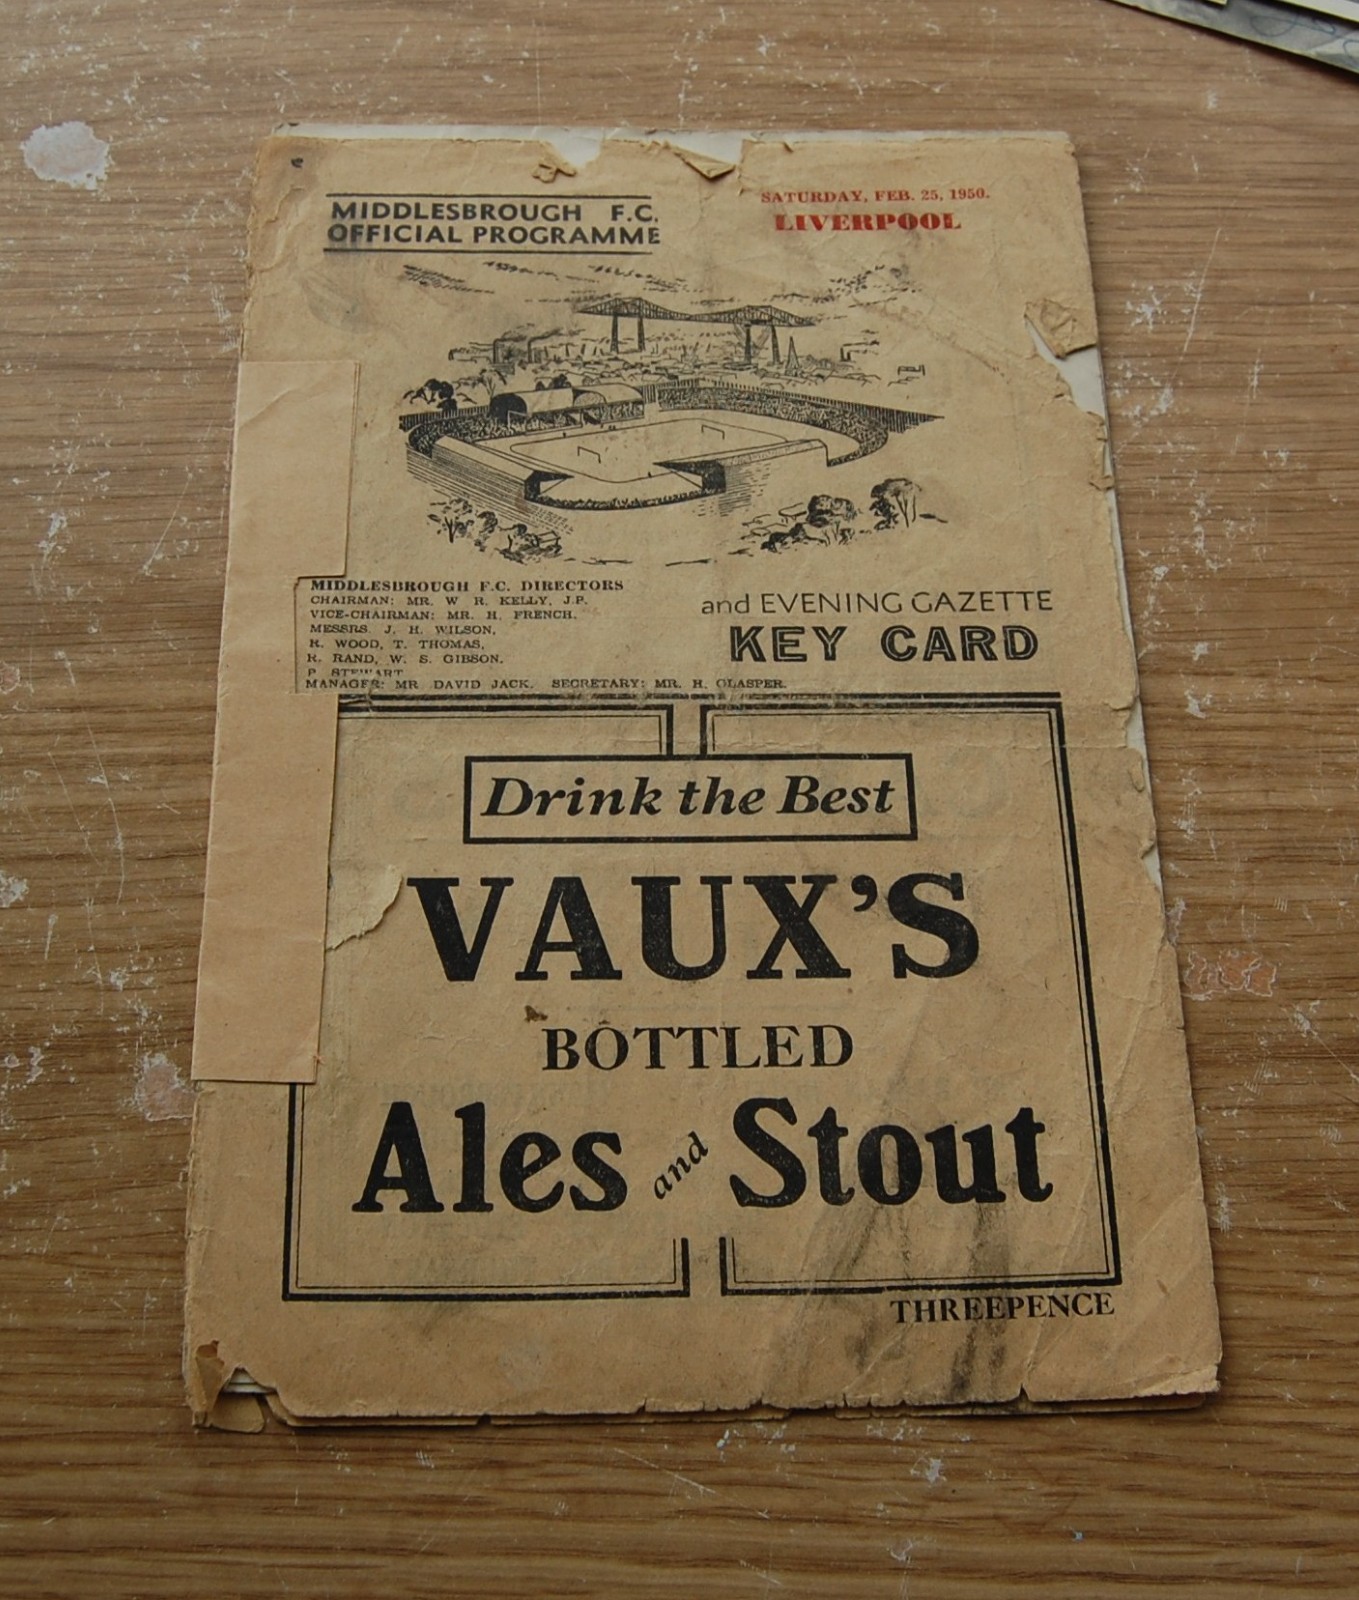 MIDDLESBROUGH F.C.
OFFICIAL PROGRAMME
SATURDAY, FEB. 25, 1950.
LIVERPOOL
MIDDLESBROUGH F.C. DIRECTORS
CHAIRMAN: MR. W R. KELLY, J.P.
VICE-CHAIRMAN: MR. H. FRENCH.
MESSRS J. H. WILSON,
R. WOOD, T. THOMAS,
R. RAND, W. S. GIBSON.
P STEWART
MANAGER: MR DAVID JACK. SECRETARY: MR. H. GLASPER.
and EVENING GAZETTE
KEY CARD
Drink the Best
VAUX'S
BOTTLED
Ales and Stout
THREEPENCE